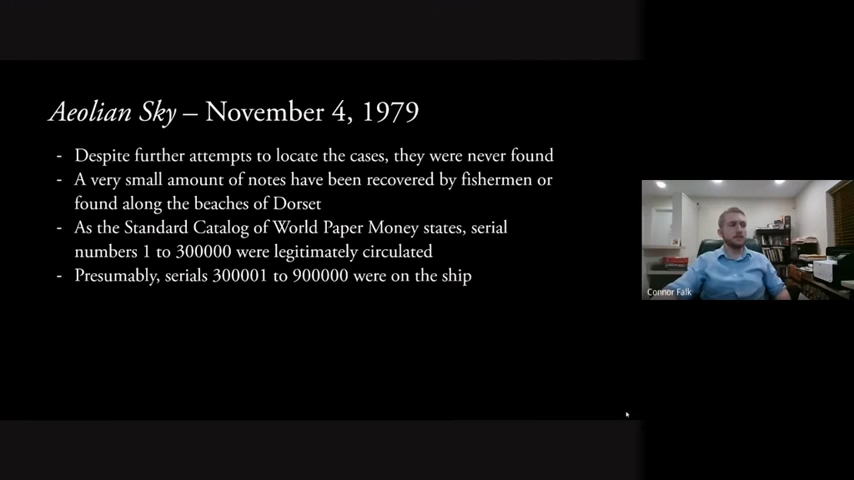 Aeolian Sky – November 4, 1979
- Despite further attempts to locate the cases, they were never found
- A very small amount of notes have been recovered by fishermen or
found along the beaches of Dorset
- As the Standard Catalog of World Paper Money states, serial
numbers 1 to 300000 were legitimately circulated
- Presumably, serials 300001 to 900000 were on the ship
Connor Falk